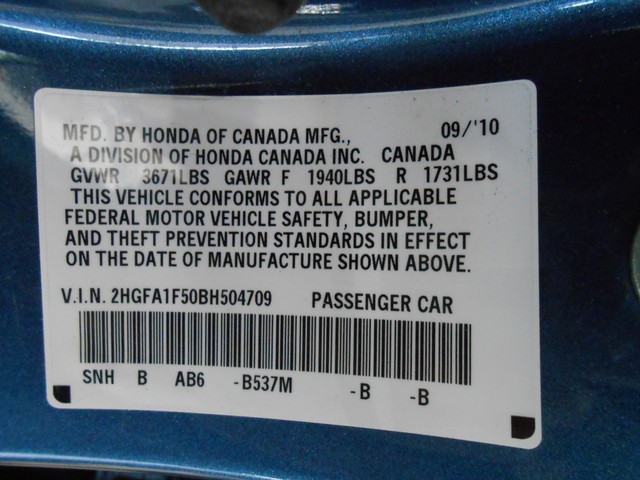 MFD. BY HONDA OF CANADA MFG., 09/'10
A DIVISION OF HONDA CANADA INC. CANADA
GVWR 3671LBS GAWR F 1940LBS R 1731LBS
THIS VEHICLE CONFORMS TO ALL APPLICABLE
FEDERAL MOTOR VEHICLE SAFETY, BUMPER,
AND THEFT PREVENTION STANDARDS IN EFFECT
ON THE DATE OF MANUFACTURE SHOWN ABOVE.
V.I.N. 2HGFA1F50BH504709 PASSENGER CAR
SNH B AB6 -B537M -B -B